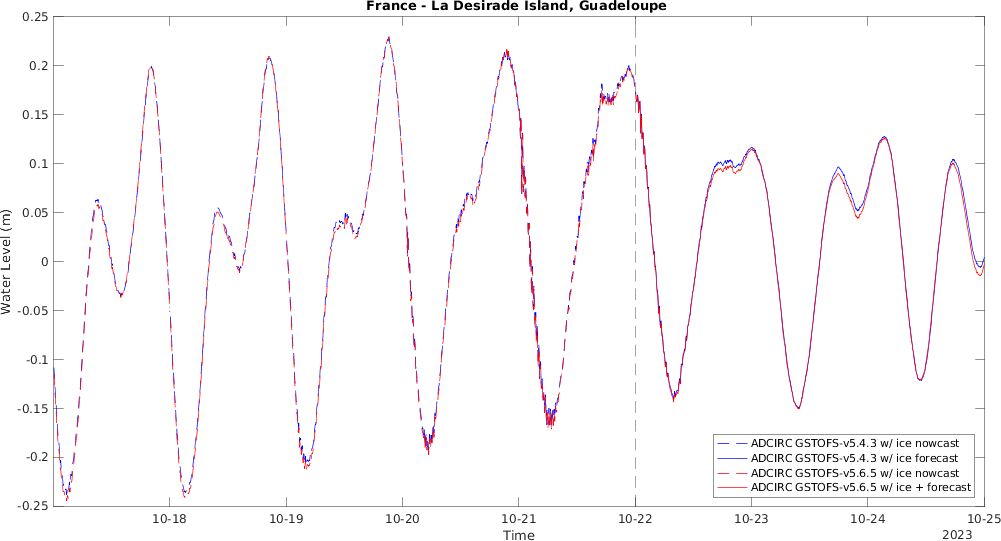 France - La Desirade Island, Guadeloupe
0.25
0.2
0.15
0.1
0.05
0
-0.05
-0.1
-0.15
-0.2
-0.25
Water Level (m)
ADCIRC GSTOFS-v5.4.3 w/ ice nowcast
ADCIRC GSTOFS-v5.4.3 w/ ice forecast
ADCIRC GSTOFS-v5.6.5 w/ ice nowcast
ADCIRC GSTOFS-v5.6.5 w/ ice + forecast
10-18 10-19 10-20 10-21 10-22 10-23 10-24 10-25
Time
2023